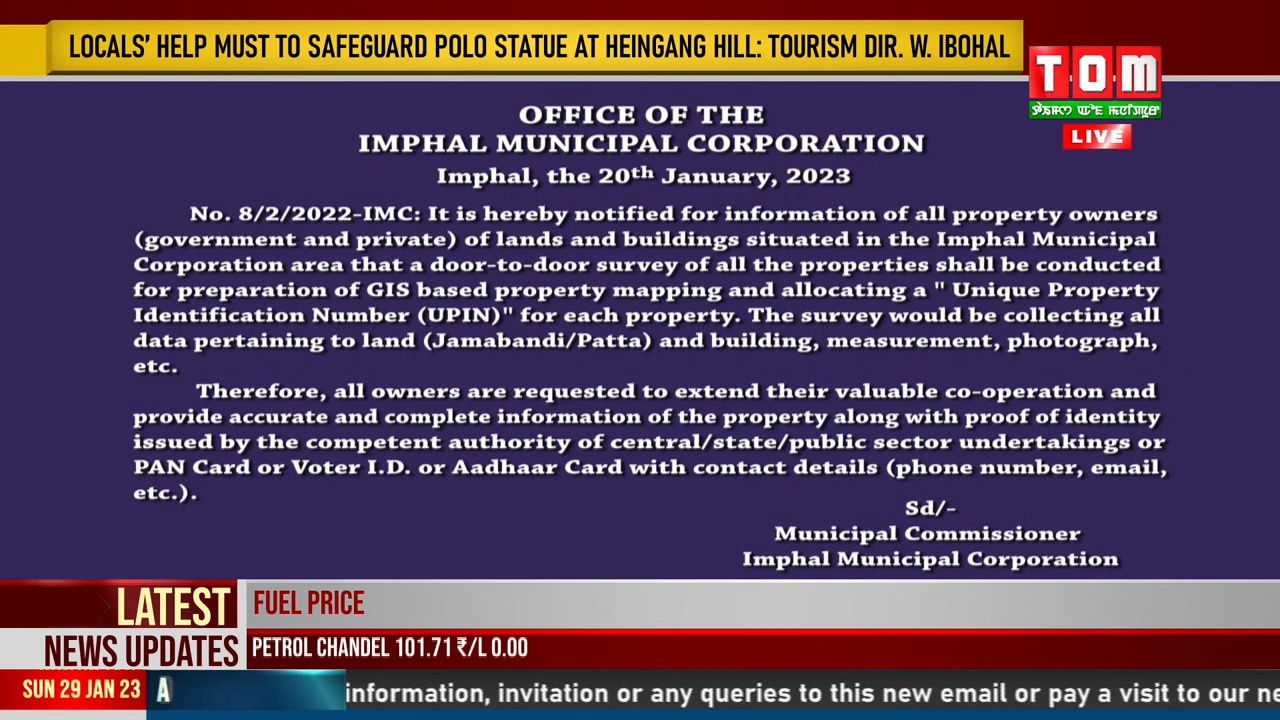 LOCALS' HELP MUST TO SAFEGUARD POLO STATUE AT HEINGANG HILL: TOURISM DIR. W. IBOHAL
TOM
LIVE
OFFICE OF THE
IMPHAL MUNICIPAL CORPORATION
Imphal, the 20th January, 2023
No. 8/2/2022-IMC: It is hereby notified for information of all property owners
(government and private) of lands and buildings situated in the Imphal Municipal
Corporation area that a door-to-door survey of all the properties shall be conducted
for preparation of GIS based property mapping and allocating a " Unique Property
Identification Number (UPIN)" for each property. The survey would be collecting all
data pertaining to land (Jamabandi/Patta) and building, measurement, photograph,
etc.
Therefore, all owners are requested to extend their valuable co-operation and
provide accurate and complete information of the property along with proof of identity
issued by the competent authority of central/state/public sector undertakings or
PAN Card or Voter I.D. or Aadhaar Card with contact details (phone number, email,
etc.).
Sd/-
Municipal Commissioner
Imphal Municipal Corporation
LATEST
NEWS UPDATES
FUEL PRICE
PETROL CHANDEL 101.71 ₹/L 0.00
SUN 29 JAN 23
A
information, invitation or any queries to this new email or pay a visit to our ne